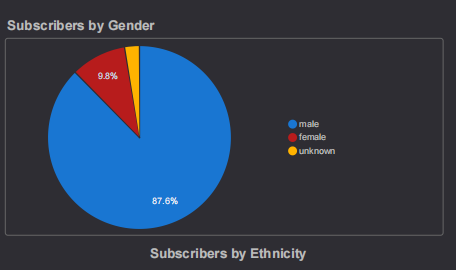 Subscribers by Gender
9.8%
male
female
unknown
87.6%
Subscribers by Ethnicity